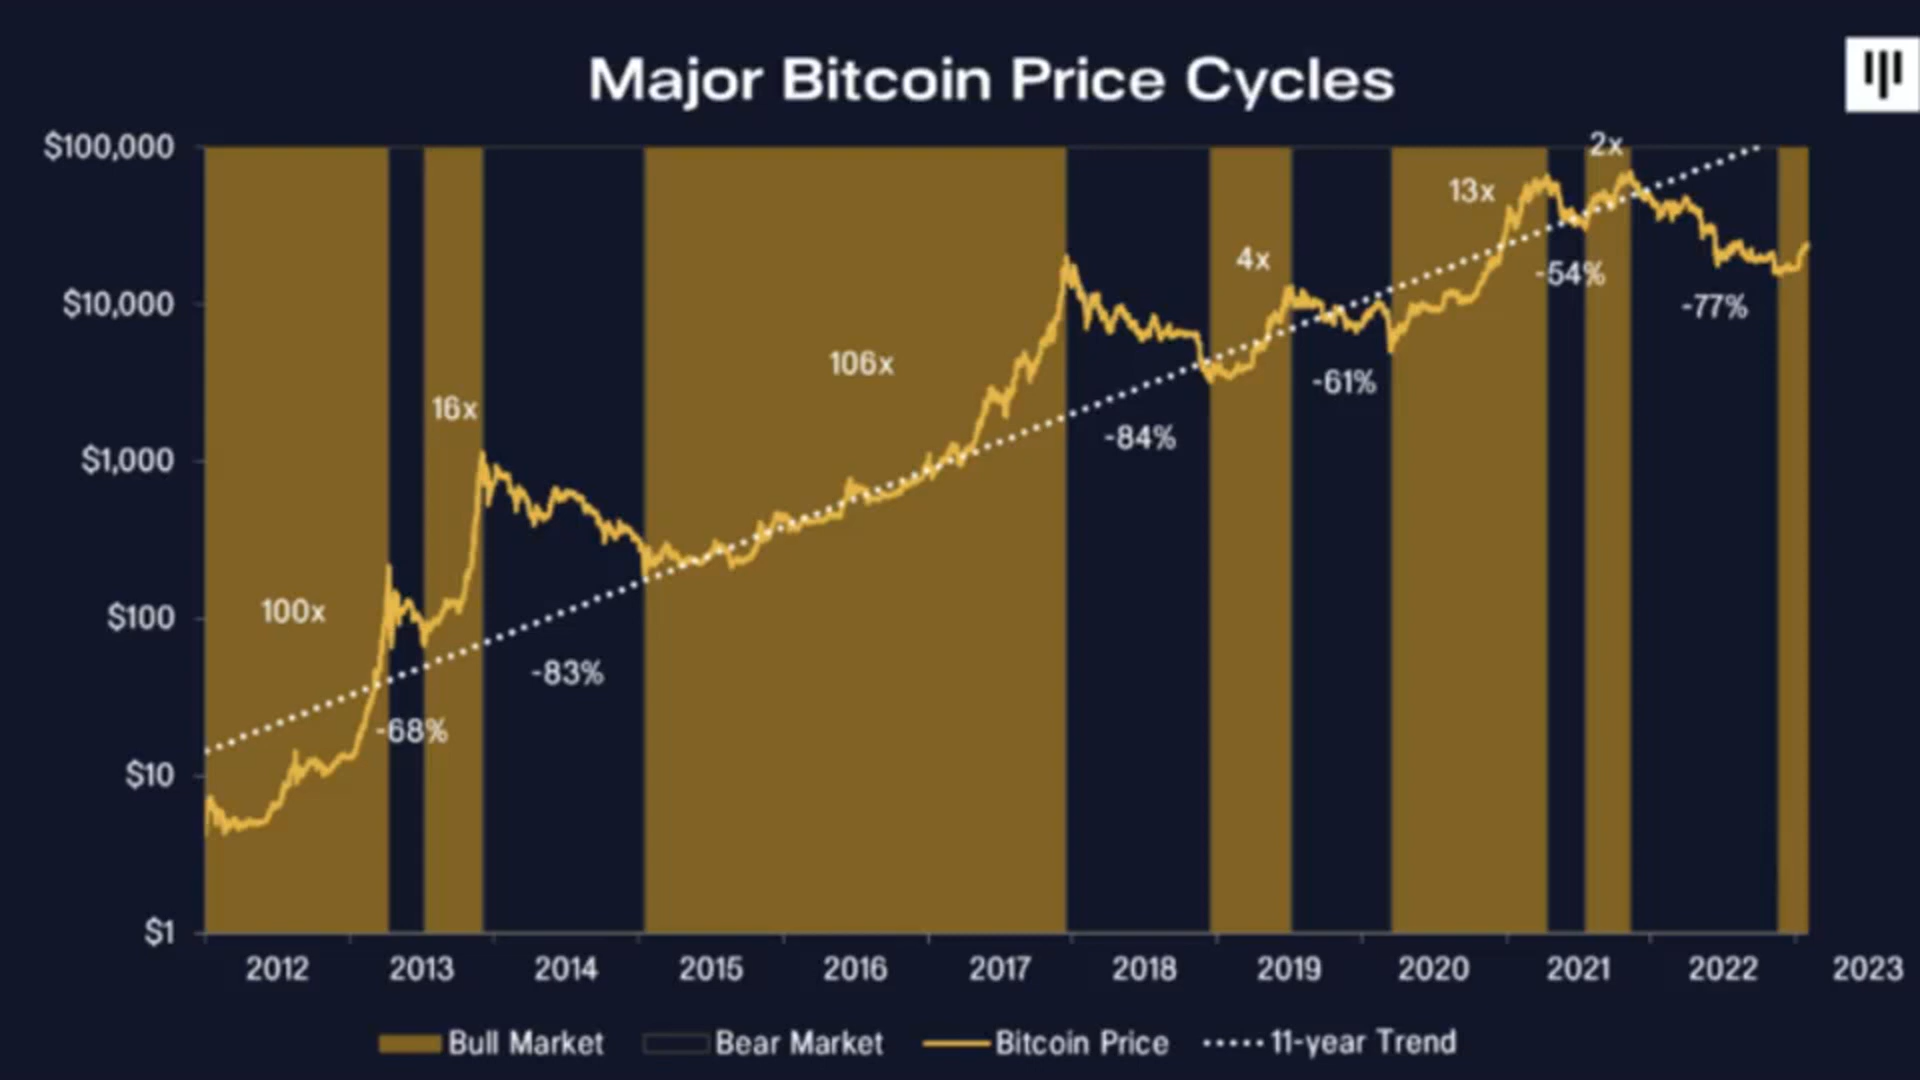 Major Bitcoin Price Cycles
$100,000
$10,000
$1,000
$100
$10
$1
100x
-68%
16x
-83%
106x
-84%
4x
-61%
13x
-54%
2x
-77%
2012 2013 2014 2015 2016 2017 2018 2019 2020 2021 2022 2023
Bull Market Bear Market Bitcoin Price 11-year Trend